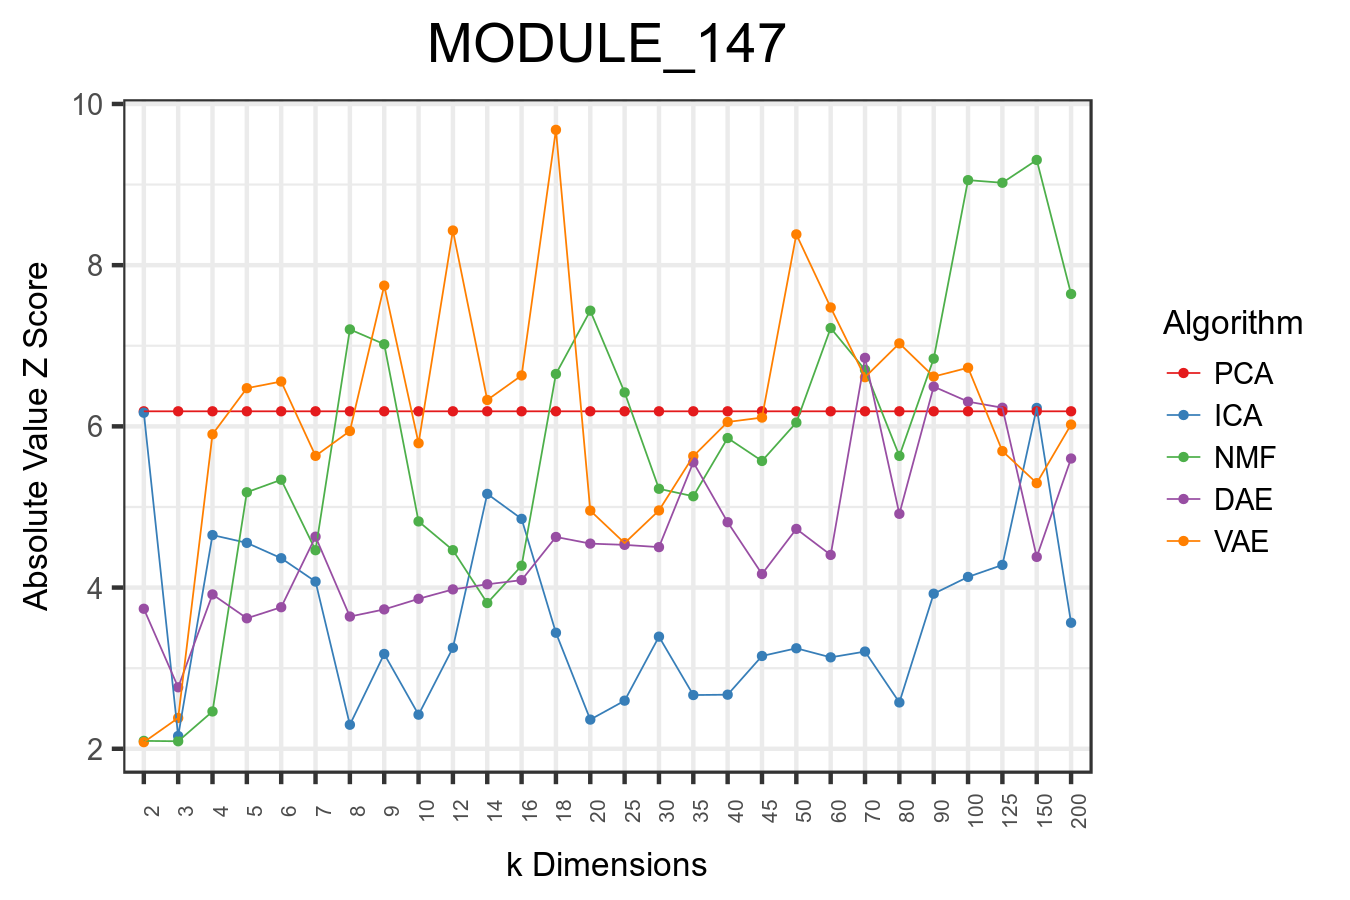 MODULE_147
Absolute Value Z Score
10
8
6
4
2
2 3 4 5 6 7 8 9 10 12 14 16 18 20 25 30 35 40 45 50 60 70 80 90 100 125 150 200
k Dimensions
Algorithm
PCA
ICA
NMF
DAE
VAE